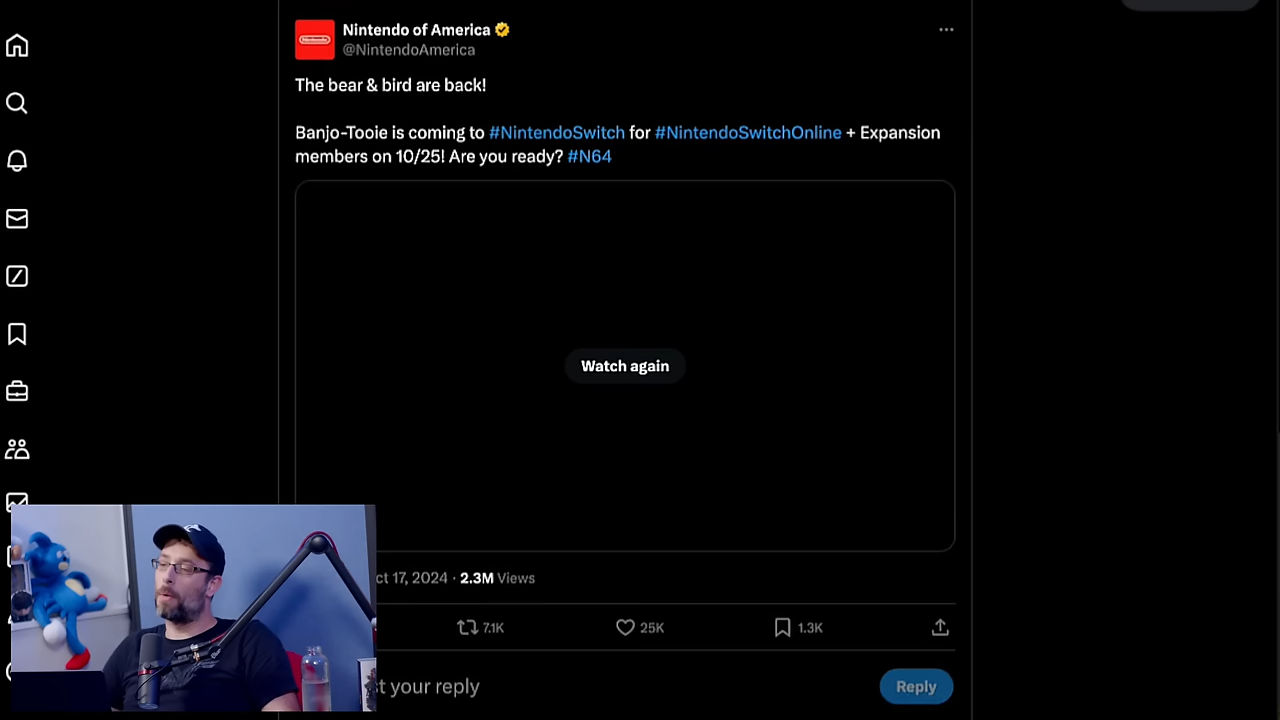 Nintendo of America
@NintendoAmerica
The bear & bird are back!
Banjo-Tooie is coming to #NintendoSwitch for #NintendoSwitchOnline + Expansion
members on 10/25! Are you ready? #N64
Watch again
ct 17, 2024 · 2.3M Views
7.1K 25K 1.3K
t your reply
Reply